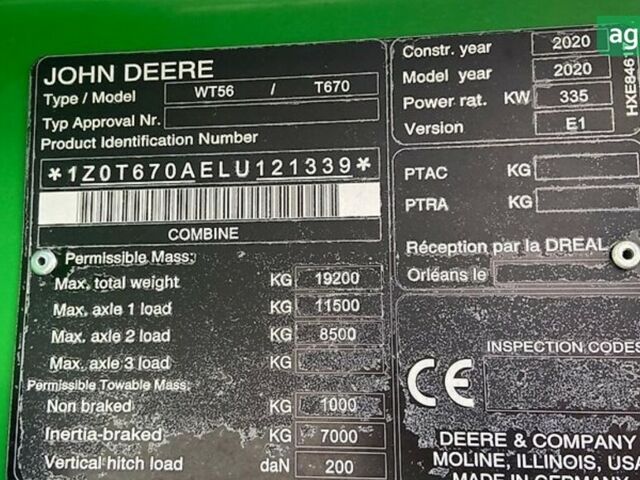 JOHN DEERE
Type / Model WT56 / T670
Typ Approval Nr.
Product Identification Number
*1Z0T670AELU121339*
COMBINE
Permissible Mass:
Max. total weight KG 19200
Max. axle 1 load KG 11500
Max. axle 2 load KG 8500
Max. axle 3 load KG
Permissible Towable Mass:
Non braked KG 1000
Inertia-braked KG 7000
Vertical hitch load daN 200
Constr. year 2020
Model year 2020
Power rat. KW 335
Version E1
PTAC KG
PTRA KG
Réception par la DREAL
Orléans le
INSPECTION CODES
CE
DEERE & COMPANY
MOLINE, ILLINOIS, USA
MADE IN GERMANY
HXE8461
ag